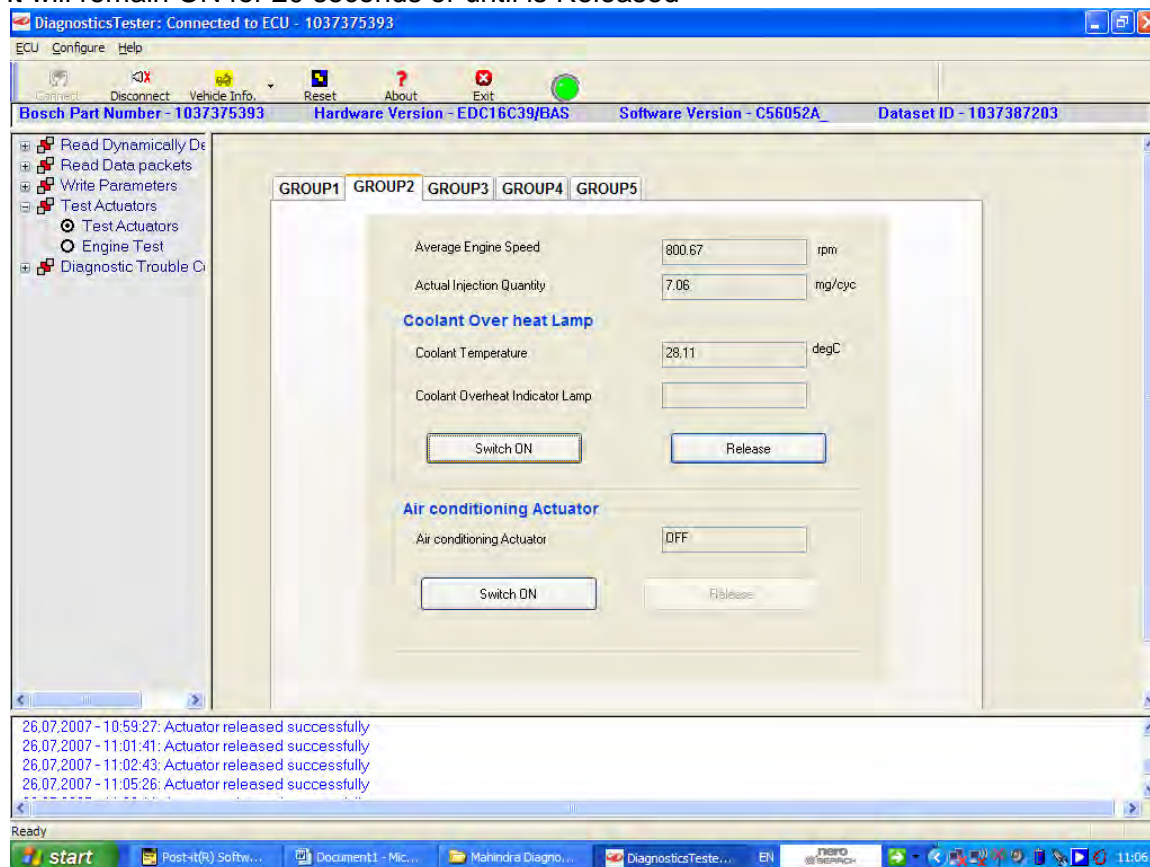 it will remain ON for 20 seconds or until is Released
DiagnosticsTester: Connected to ECU - 1037375393
ECU Configure Help
Connect Disconnect Vehicle Info. Reset About Exit
Bosch Part Number - 1037375393 Hardware Version - EDC16C39/BAS Software Version - C56052A_ Dataset ID - 1037387203
Read Dynamically De
Read Data packets
Write Parameters
Test Actuators
Test Actuators
Engine Test
Diagnostic Trouble C
GROUP1 GROUP2 GROUP3 GROUP4 GROUP5
Average Engine Speed 800.67 rpm
Actual Injection Quantity 7.06 mg/cyc
Coolant Over heat Lamp
Coolant Temperature 28.11 degC
Coolant Overheat Indicator Lamp
Switch ON Release
Air conditioning Actuator
Air conditioning Actuator OFF
Switch ON Release
26,07,2007 - 10:59:27: Actuator released successfully
26,07,2007 - 11:01:41: Actuator released successfully
26,07,2007 - 11:02:43: Actuator released successfully
26,07,2007 - 11:05:26: Actuator released successfully
Ready
start Post-it(R) Softw... Document1 - Mic... Mahindra Diagno... DiagnosticsTeste... EN nero SEARCH 11:06